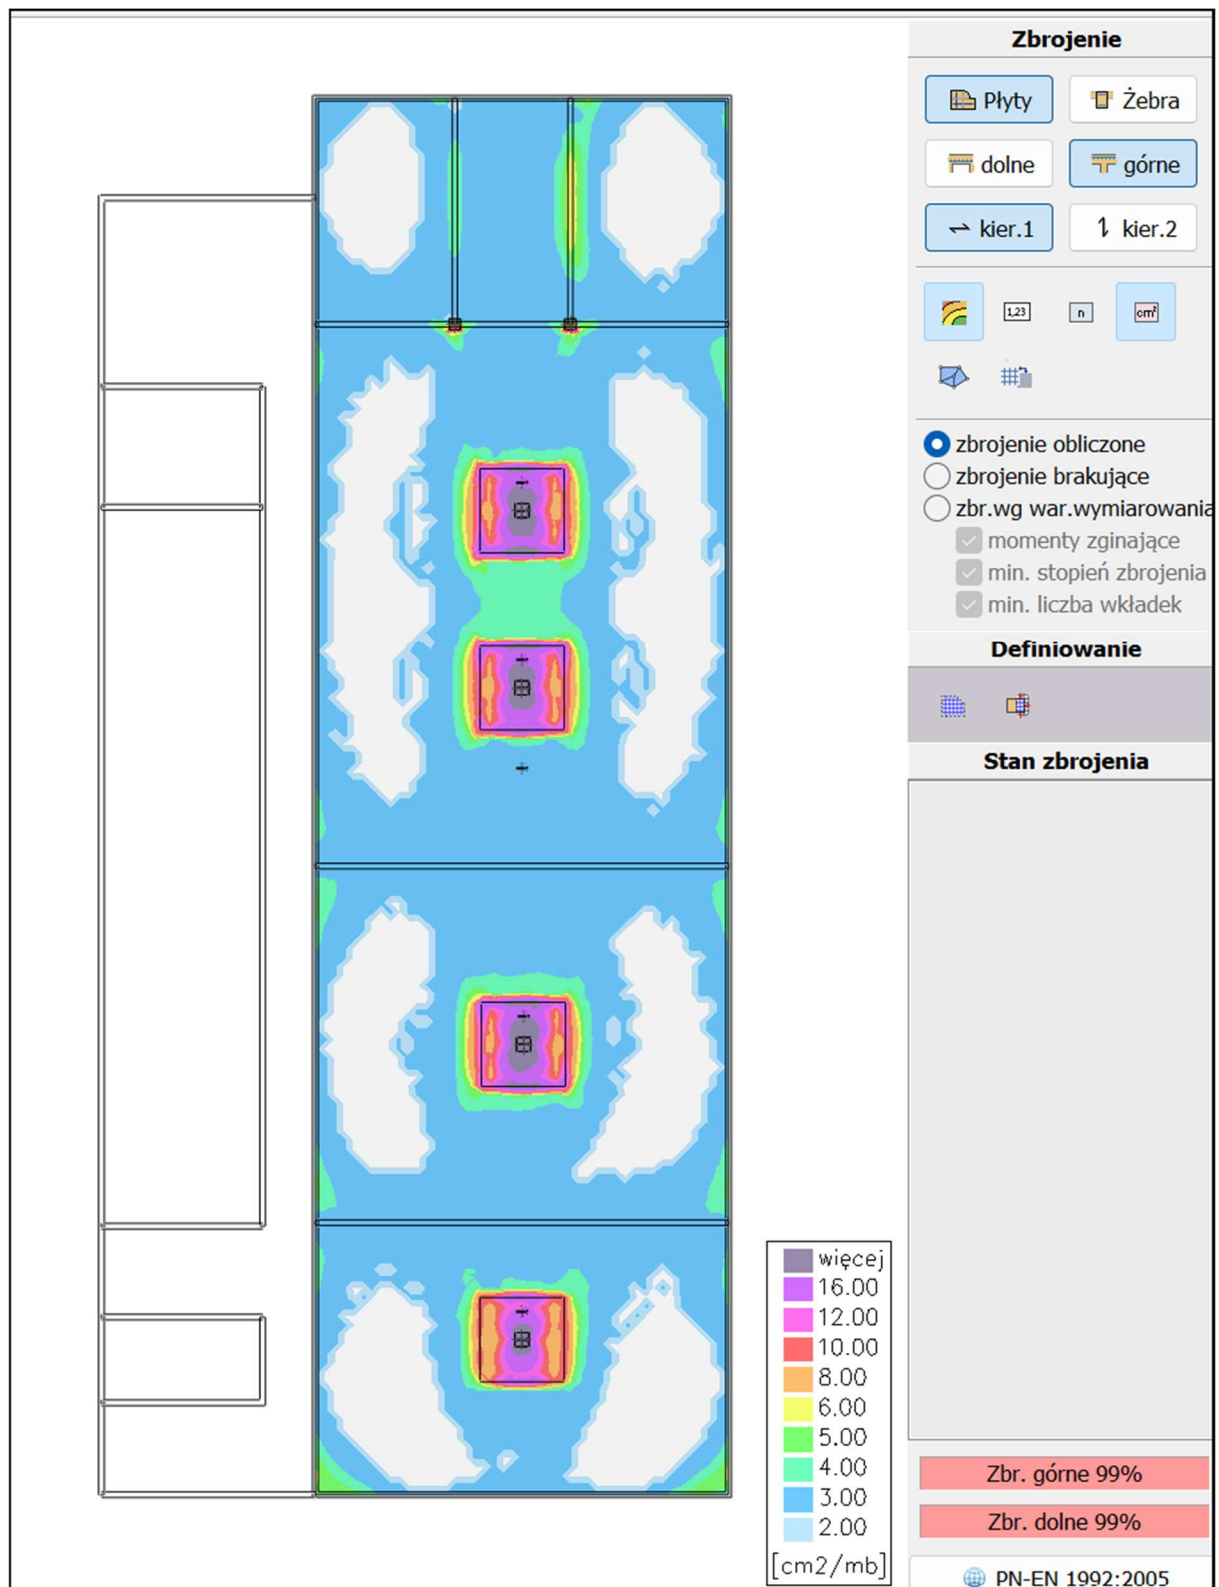 Zbrojenie
Płyty Żebra
dolne górne
kier.1 kier.2
1,23 n cm²
zbrojenie obliczone
zbrojenie brakujące
zbr.wg war.wymiarowania
momenty zginające
min. stopień zbrojenia
min. liczba wkładek
Definiowanie
Stan zbrojenia
więcej
16.00
12.00
10.00
8.00
6.00
5.00
4.00
3.00
2.00
[cm2/mb]
Zbr. górne 99%
Zbr. dolne 99%
PN-EN 1992:2005